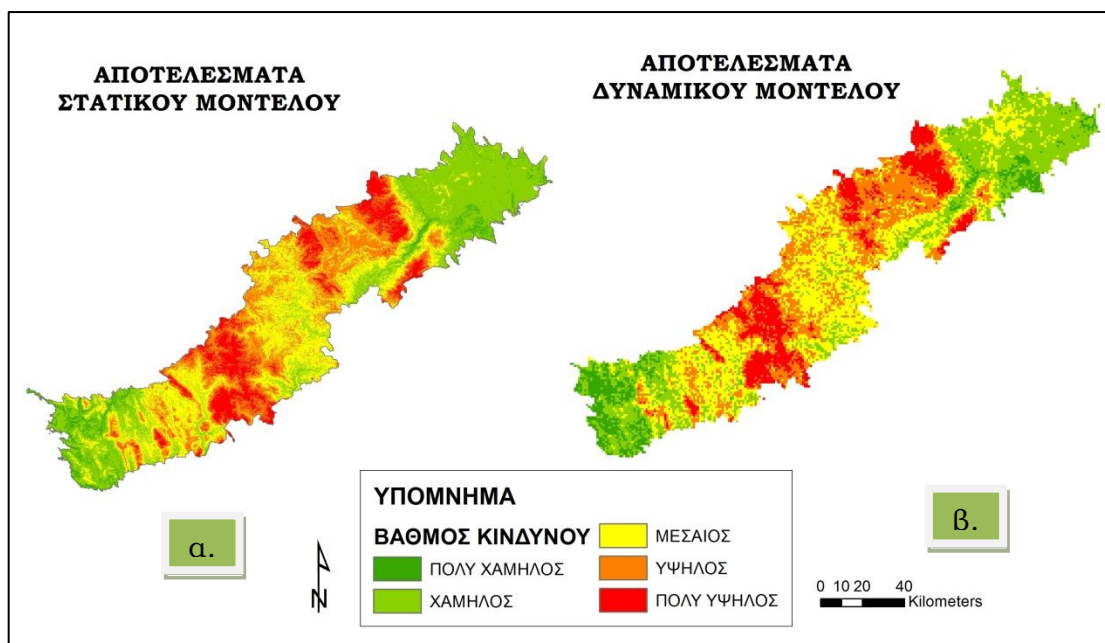 ΑΠΟΤΕΛΕΣΜΑΤΑ
ΣΤΑΤΙΚΟΥ ΜΟΝΤΕΛΟΥ
ΑΠΟΤΕΛΕΣΜΑΤΑ
ΔΥΝΑΜΙΚΟΥ ΜΟΝΤΕΛΟΥ
α.
β.
ΥΠΟΜΝΗΜΑ
ΒΑΘΜΟΣ ΚΙΝΔΥΝΟΥ
ΠΟΛΥ ΧΑΜΗΛΟΣ
ΧΑΜΗΛΟΣ
ΜΕΣΑΙΟΣ
ΥΨΗΛΟΣ
ΠΟΛΥ ΥΨΗΛΟΣ
N
0 10 20 40
Kilometers